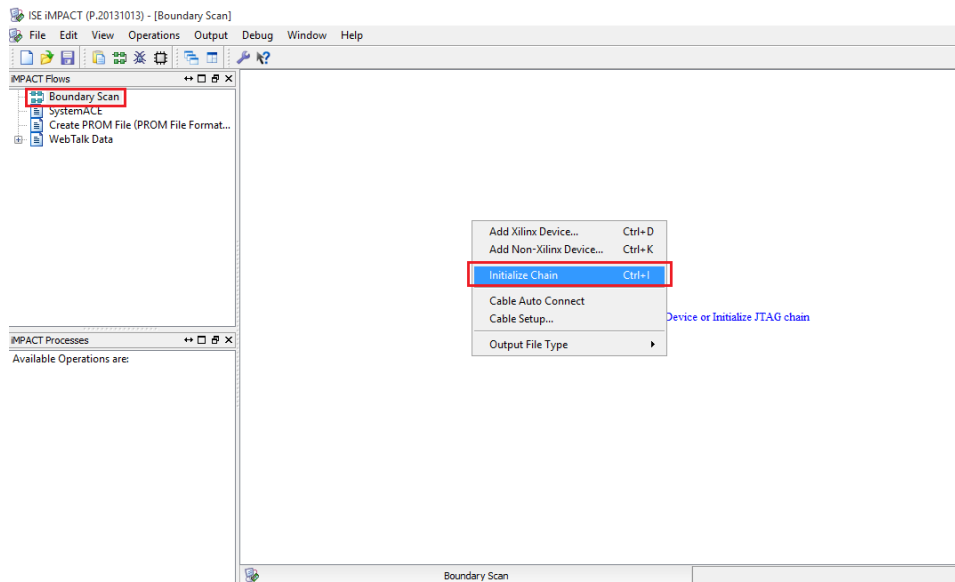 ISE iMPACT (P.20131013) - [Boundary Scan]
File Edit View Operations Output Debug Window Help
iMPACT Flows
Boundary Scan
SystemACE
Create PROM File (PROM File Format...
WebTalk Data
Add Xilinx Device... Ctrl+D
Add Non-Xilinx Device... Ctrl+K
Initialize Chain Ctrl+I
Cable Auto Connect
Cable Setup...
Device or Initialize JTAG chain
Output File Type
iMPACT Processes
Available Operations are:
Boundary Scan